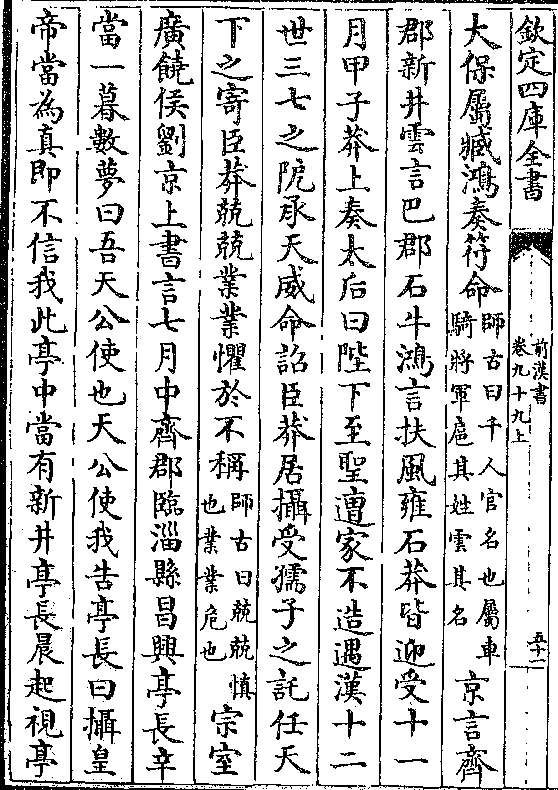 欽定四庫全書
前漢書
卷九十九上
五十二
大保屬臧鴻奏符命
師古曰千人官名也屬車
騎將軍扈其姓雲其名
京言齊
郡新井雲言巴郡石牛鴻言扶風雍石莽皆迎受十一
月甲子莽上奏太后曰陛下至聖遭家不造遇漢十二
世三七之阸承天威命詔臣莽居攝受孺子之託任天
下之寄臣莽兢兢業業懼於不稱
師古曰兢兢慎
也業業危也
宗室
廣饒侯劉京上書言七月中齊郡臨淄縣昌興亭長辛
當一暮數夢曰吾天公使也天公使我告亭長曰攝皇
帝當為真即不信我此亭中當有新井亭長晨起視亭